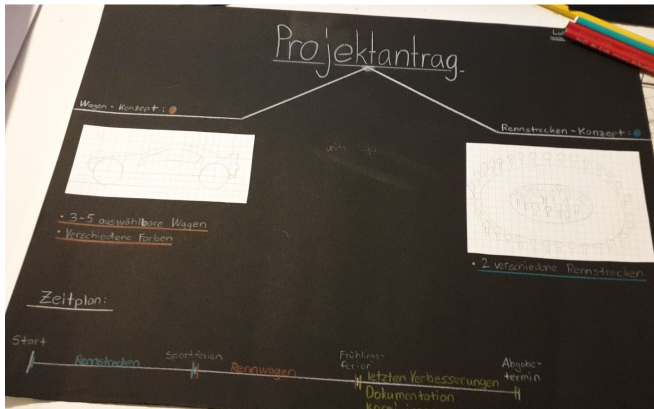 Projektantrag.
Wagen-Konzept:
Rennstrecken-Konzept:
• 3-5 auswählbare Wagen
• Verschiedene Farben
• 2 verschiedene Rennstrecken
Zeitplan:
Start
Rennstrecken
Sportferien
Rennwagen
Frühlings-
ferien
letzten Verbesserungen
Dokumentation
Abgabe-
termin